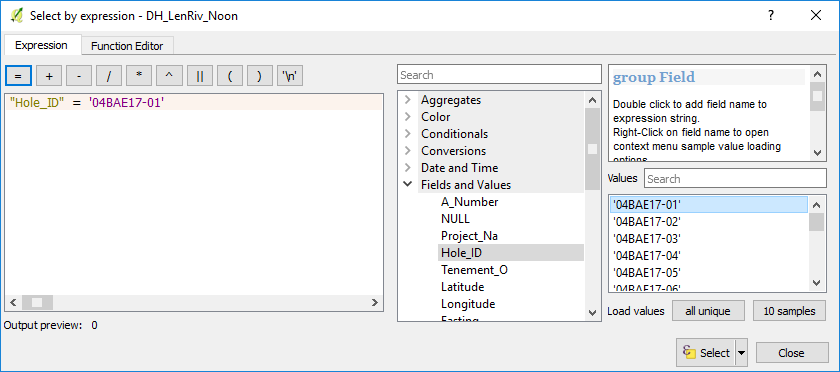 Select by expression - DH_LenRiv_Noon
?
Expression
Function Editor
= + - / * ^ || ( ) '\n'
"Hole_ID" = '04BAE17-01'
Output preview: 0
Search
Aggregates
Color
Conditionals
Conversions
Date and Time
Fields and Values
A_Number
NULL
Project_Na
Hole_ID
Tenement_O
Latitude
Longitude
Easting
group Field
Double click to add field name to
expression string.
Right-Click on field name to open
context menu sample value loading
options.
Values Search
'04BAE17-01'
'04BAE17-02'
'04BAE17-03'
'04BAE17-04'
'04BAE17-05'
'04BAE17-06'
Load values all unique 10 samples
ε Select Close